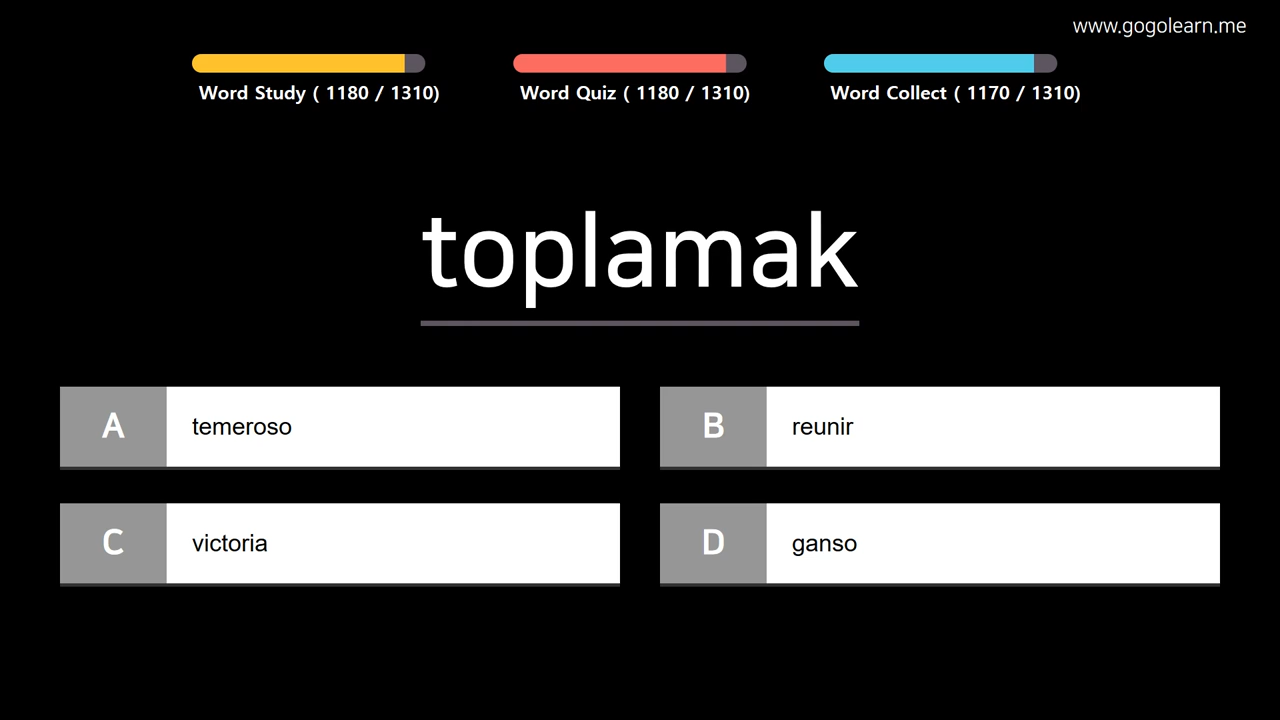 www.gogolearn.me
Word Study ( 1180 / 1310)
Word Quiz ( 1180 / 1310)
Word Collect ( 1170 / 1310)
toplamak
A temeroso
B reunir
C victoria
D ganso